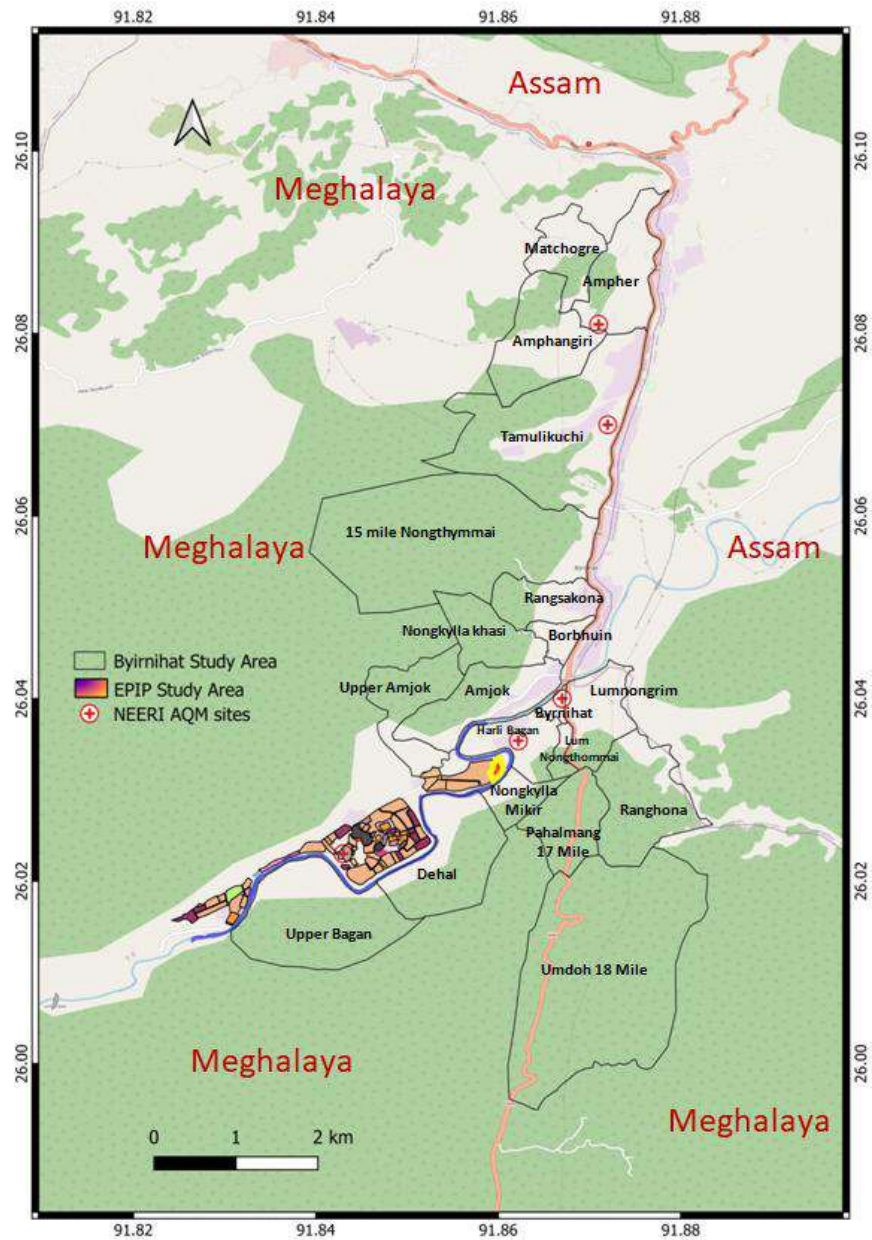 91.82 91.84 91.86 91.88
Assam
26.10 26.10
Meghalaya
Matchogre
Ampher
26.08 26.08
Amphangiri
Tamulikuchi
26.06 26.06
15 mile Nongthymmai
Meghalaya
Assam
Rangsakona
Nongkylla khasi
Borbhuin
Byirnihat Study Area
EPIP Study Area
NEERI AQM sites
Upper Amjok
Amjok
Lumnongrim
26.04 26.04
Byrnihat
Harli Bagan
Lum
Nongthommai
Nongkylla
Mikir
Ranghona
Pahalmang
17 Mile
Dehal
26.02 26.02
Upper Bagan
Umdoh 18 Mile
26.00 26.00
Meghalaya
Meghalaya
0 1 2 km
91.82 91.84 91.86 91.88